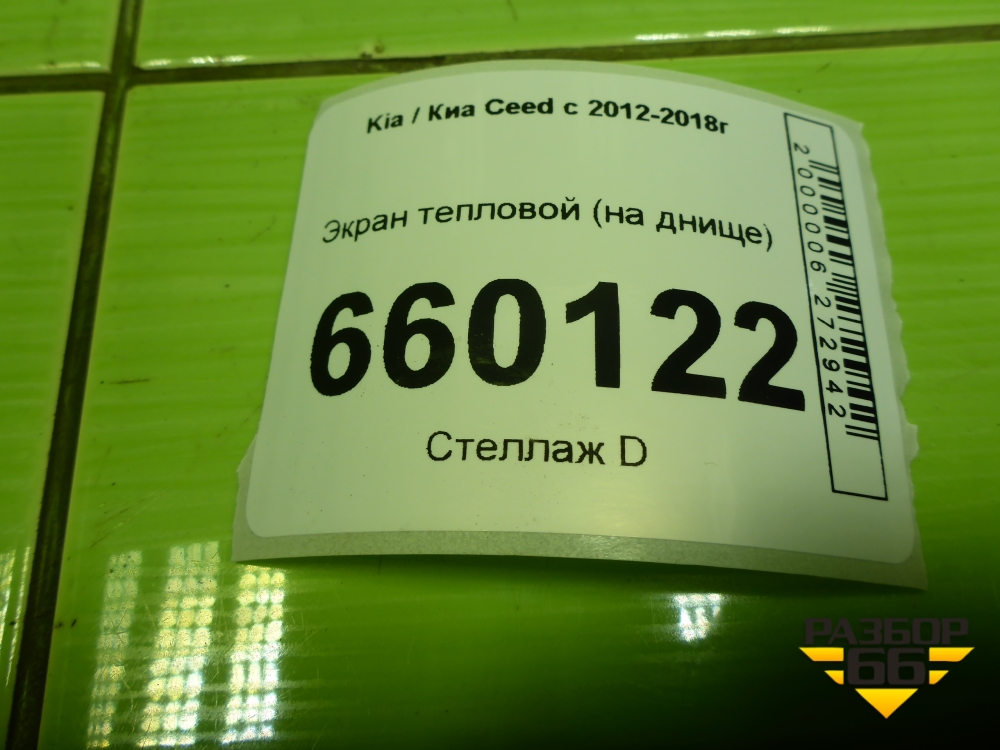 Kia / Киа Ceed с 2012-2018г
Экран тепловой (на днище)
660122
Стеллаж D
2000006272942
РАЗБОР
66